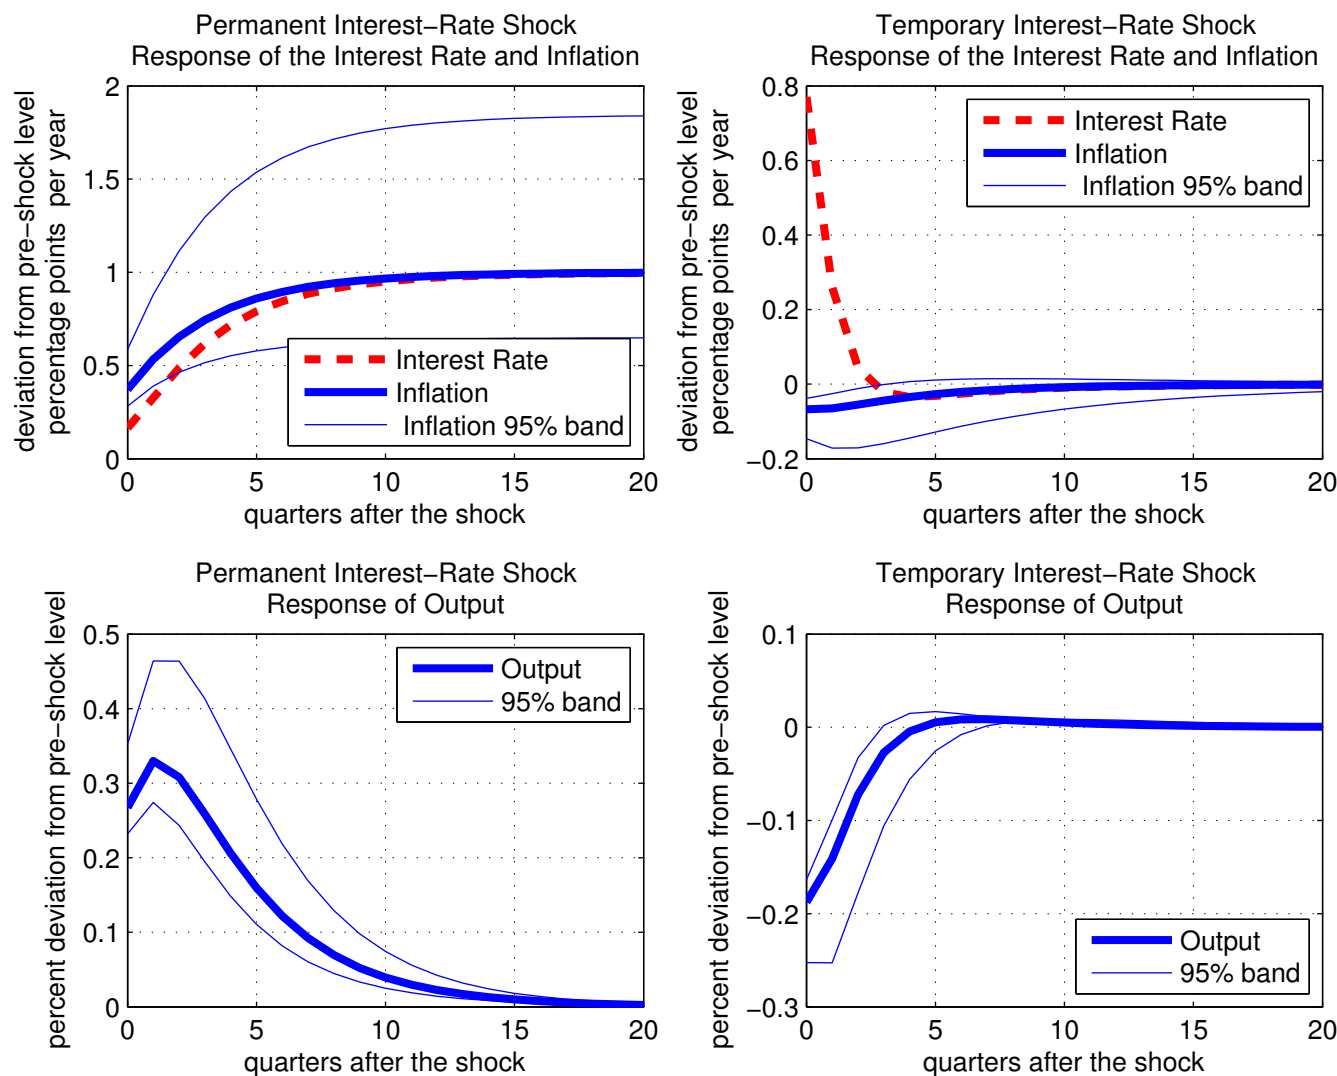 Permanent Interest−Rate Shock
Response of the Interest Rate and Inflation
deviation from pre−shock level
percentage points per year
2
1.5
1
0.5
0
Interest Rate
Inflation
Inflation 95% band
0 5 10 15 20
quarters after the shock
Temporary Interest−Rate Shock
Response of the Interest Rate and Inflation
deviation from pre−shock level
percentage points per year
0.8
0.6
0.4
0.2
0
−0.2
Interest Rate
Inflation
Inflation 95% band
0 5 10 15 20
quarters after the shock
Permanent Interest−Rate Shock
Response of Output
percent deviation from pre−shock level
0.5
0.4
0.3
0.2
0.1
0
Output
95% band
0 5 10 15 20
quarters after the shock
Temporary Interest−Rate Shock
Response of Output
percent deviation from pre−shock level
0.1
0
−0.1
−0.2
−0.3
Output
95% band
0 5 10 15 20
quarters after the shock